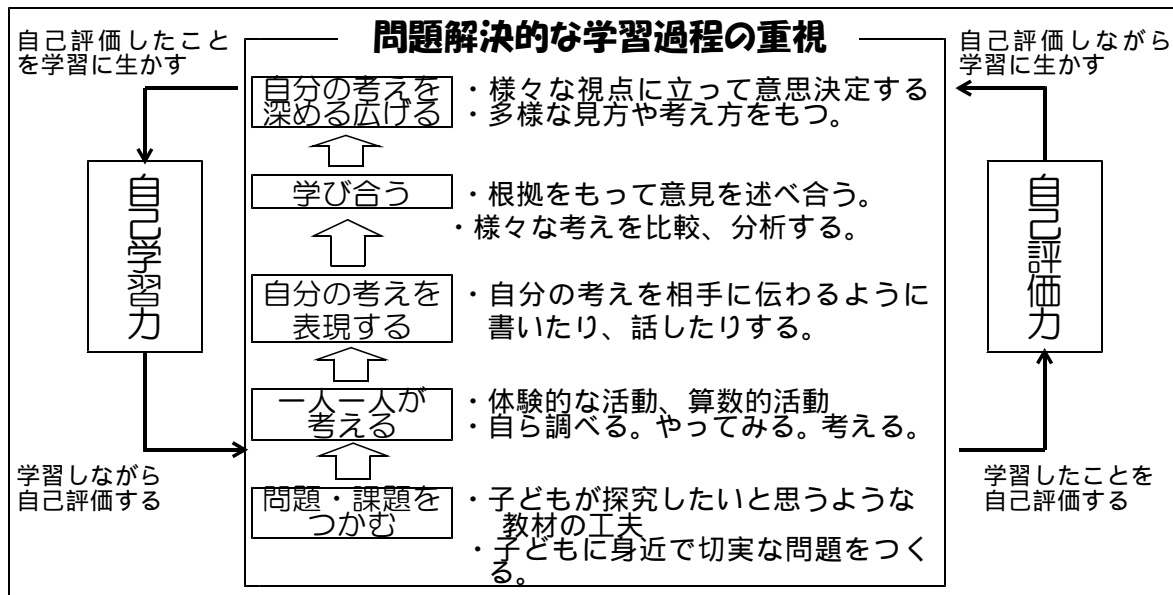 問題解決的な学習過程の重視
自己評価したこと
を学習に生かす
自己学習力
学習しながら
自己評価する
自分の考えを
深める広げる
・様々な視点に立って意思決定する
・多様な見方や考え方をもつ。
学び合う
・根拠をもって意見を述べ合う。
・様々な考えを比較、分析する。
自分の考えを
表現する
・自分の考えを相手に伝わるように
書いたり、話したりする。
一人一人が
考える
・体験的な活動、算数的活動
・自ら調べる。やってみる。考える。
問題・課題を
つかむ
・子どもが探究したいと思うような
教材の工夫
・子どもに身近で切実な問題をつく
る。
自己評価しながら
学習に生かす
自己評価力
学習したことを
自己評価する